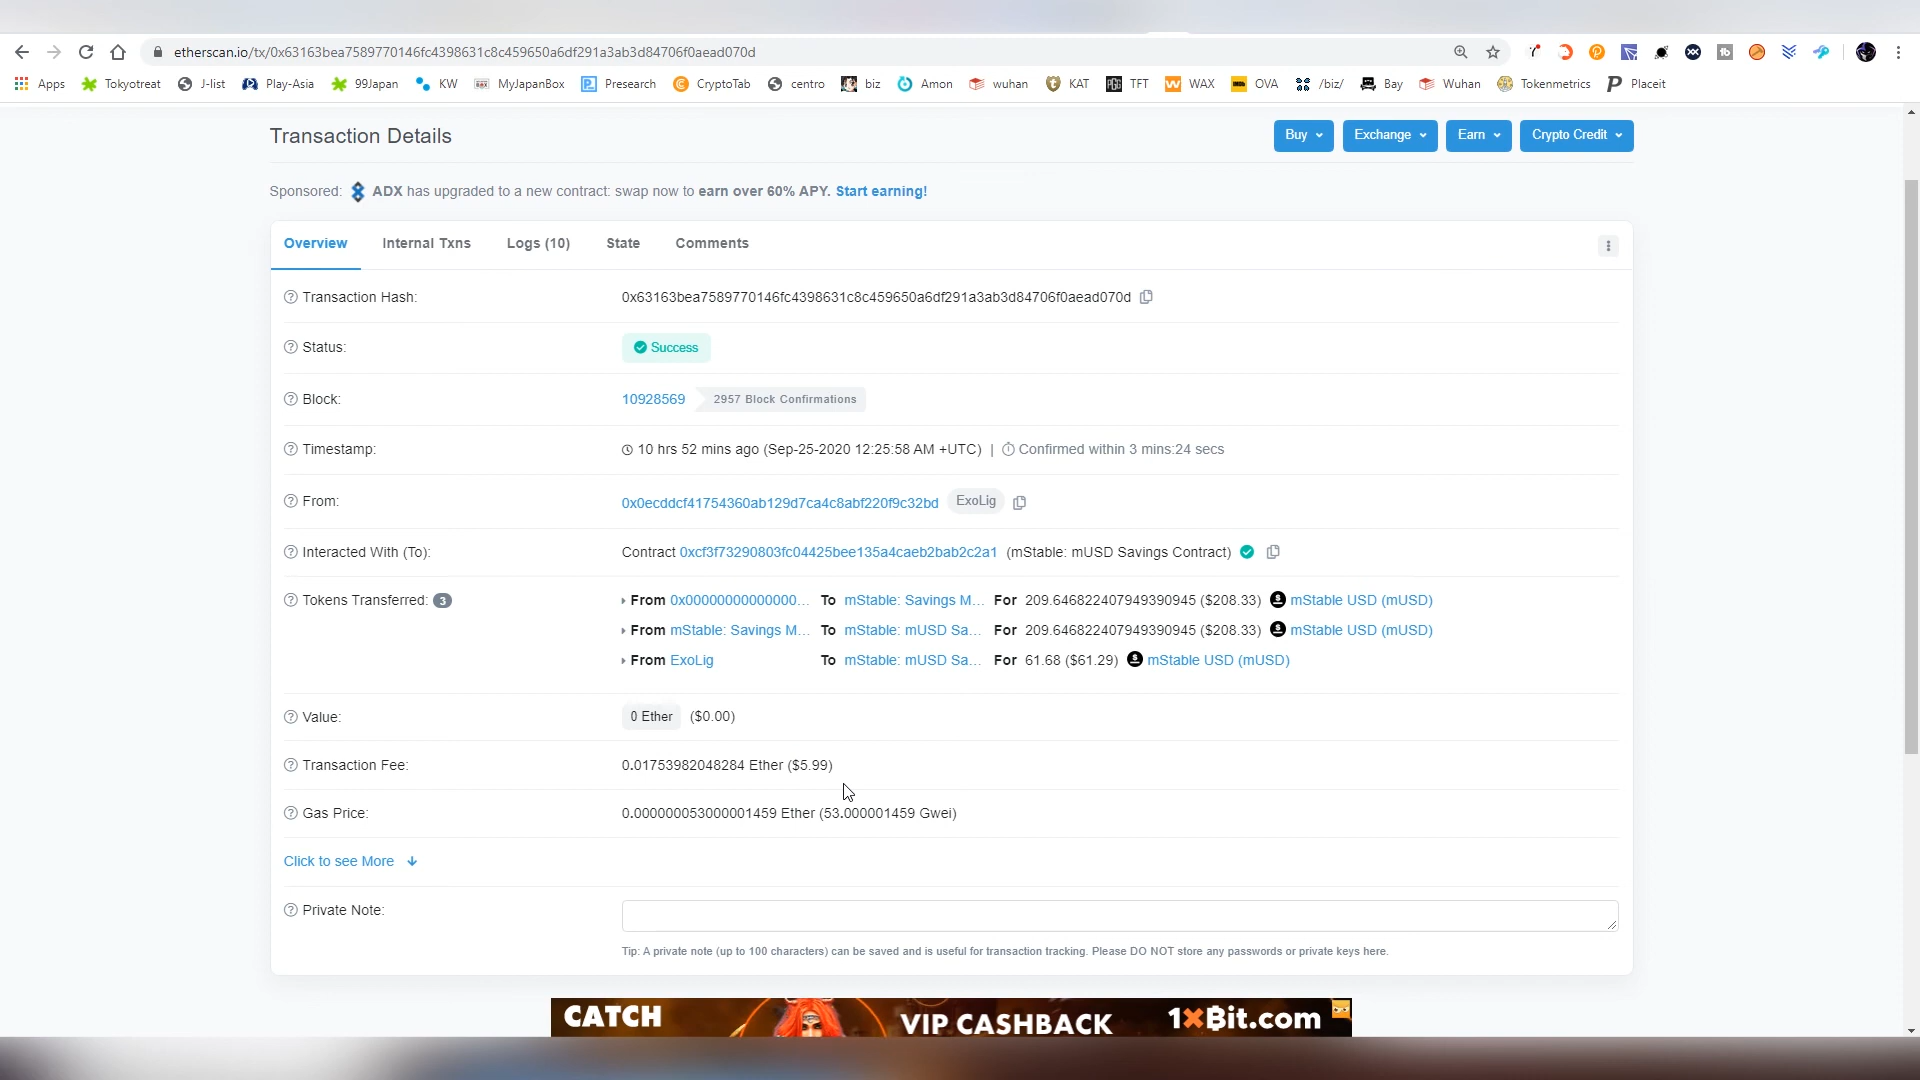 etherscan.io/tx/0x63163bea7589770146fc4398631c8c459650a6df291a3ab3d84706f0aead070d
Apps Tokyotreat J-list Play-Asia 99Japan KW MyJapanBox Presearch CryptoTab centro biz Amon wuhan KAT TFT WAX OVA /biz/ Bay Wuhan Tokenmetrics Placeit
Transaction Details
Buy Exchange Earn Crypto Credit
Sponsored: ADX has upgraded to a new contract: swap now to earn over 60% APY. Start earning!
Overview Internal Txns Logs (10) State Comments
Transaction Hash: 0x63163bea7589770146fc4398631c8c459650a6df291a3ab3d84706f0aead070d
Status: Success
Block: 10928569 2957 Block Confirmations
Timestamp: 10 hrs 52 mins ago (Sep-25-2020 12:25:58 AM +UTC) | Confirmed within 3 mins:24 secs
From: 0x0ecddcf41754360ab129d7ca4c8abf220f9c32bd ExoLig
Interacted With (To): Contract 0xcf3f73290803fc04425bee135a4caeb2bab2c2a1 (mStable: mUSD Savings Contract)
Tokens Transferred: 3 From 0x00000000000000... To mStable: Savings M... For 209.646822407949390945 ($208.33) mStable USD (mUSD)
From mStable: Savings M... To mStable: mUSD Sa... For 209.646822407949390945 ($208.33) mStable USD (mUSD)
From ExoLig To mStable: mUSD Sa... For 61.68 ($61.29) mStable USD (mUSD)
Value: 0 Ether ($0.00)
Transaction Fee: 0.01753982048284 Ether ($5.99)
Gas Price: 0.000000053000001459 Ether (53.000001459 Gwei)
Click to see More
Private Note:
Tip: A private note (up to 100 characters) can be saved and is useful for transaction tracking. Please DO NOT store any passwords or private keys here.
CATCH VIP CASHBACK 1XBit.com